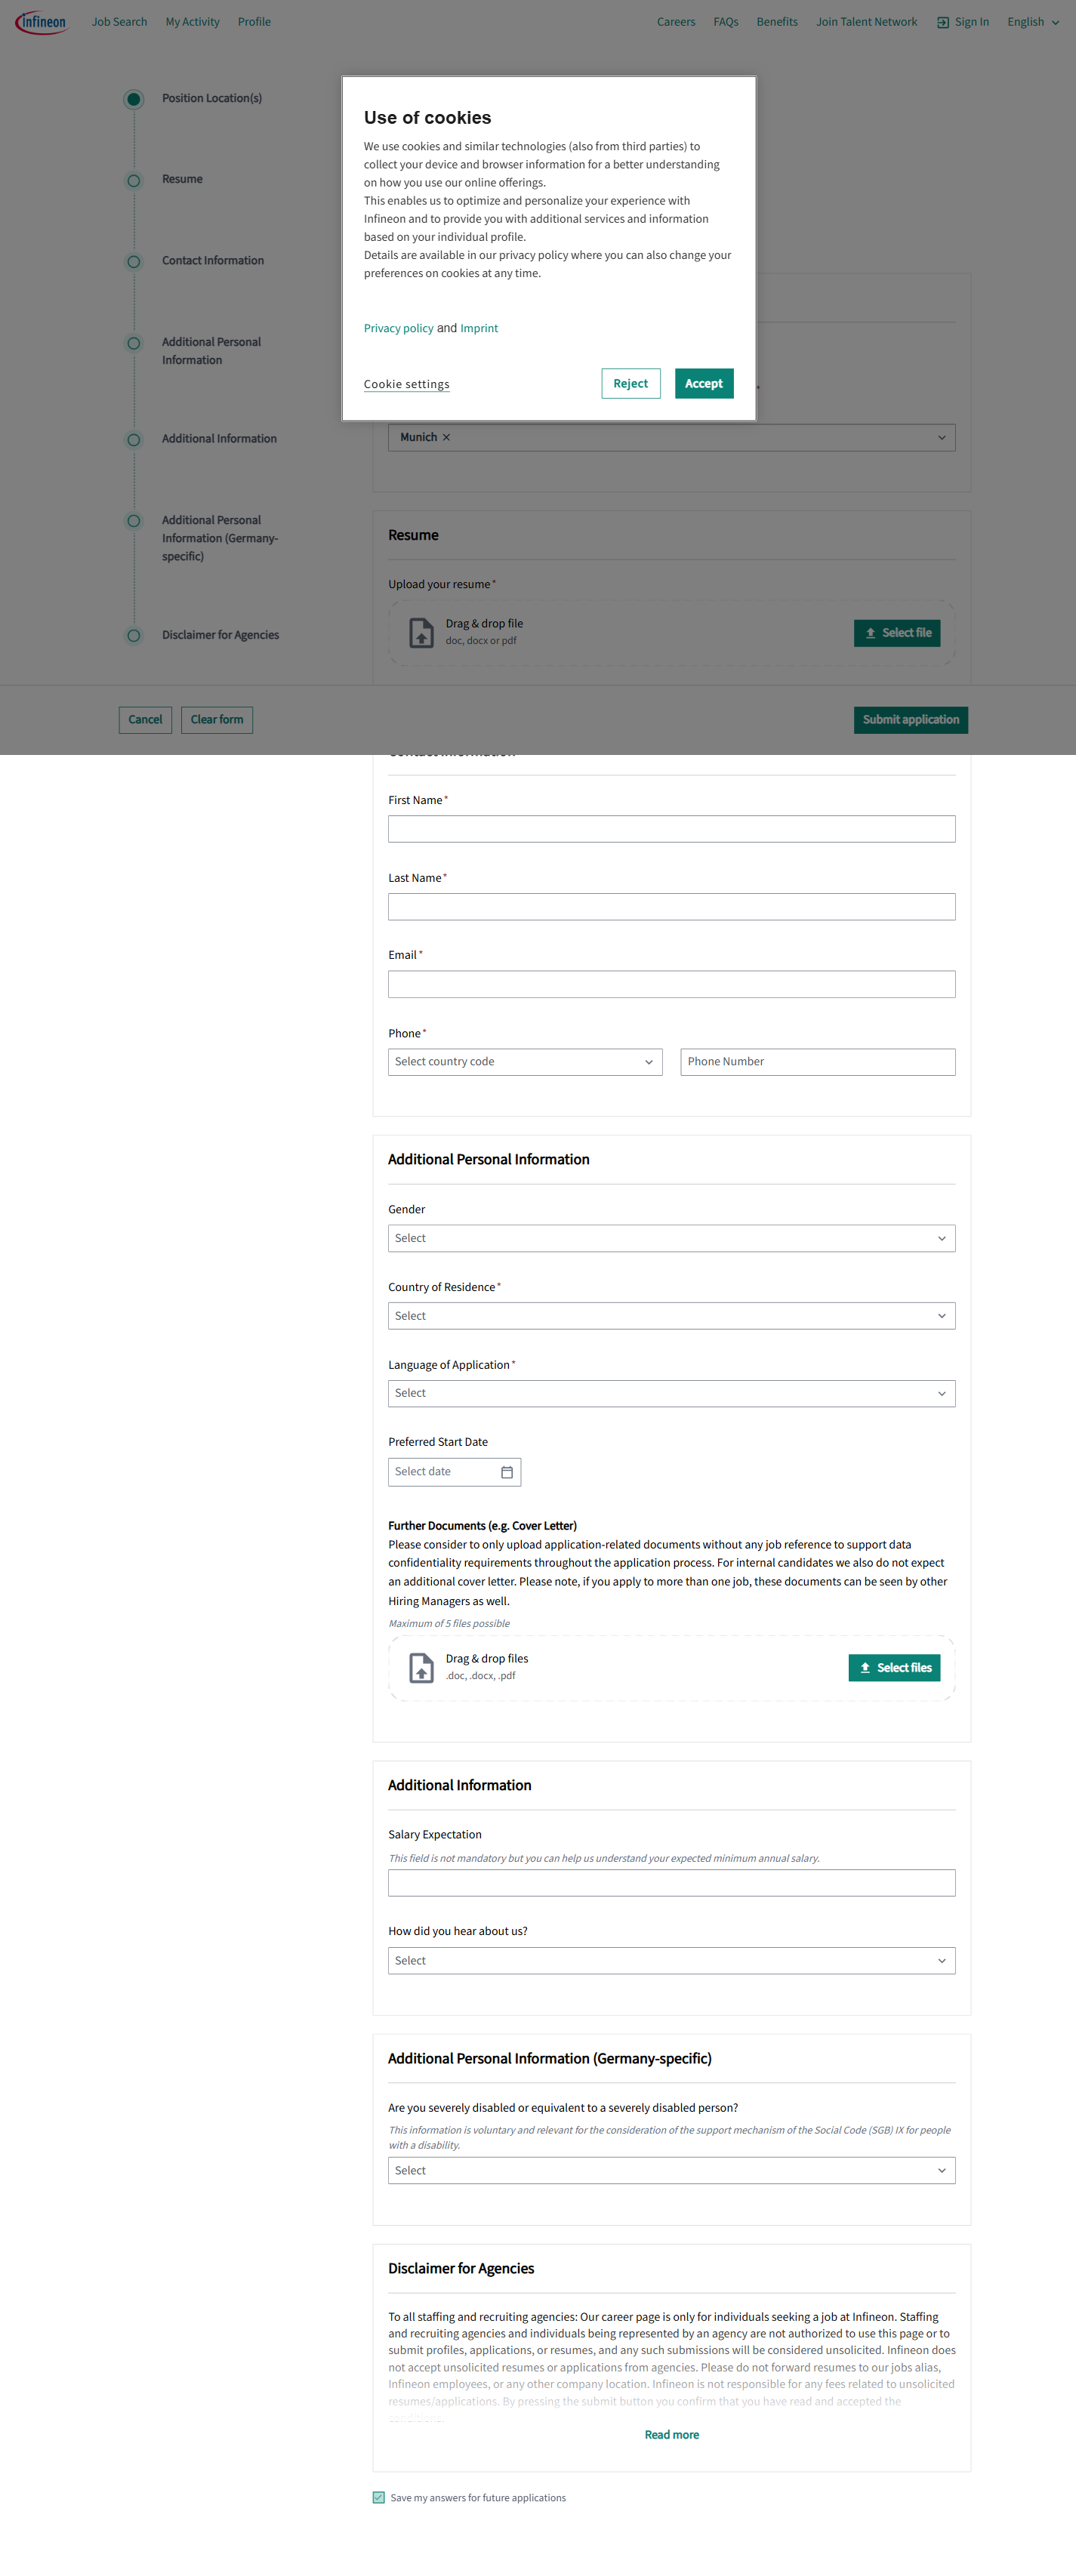 infineon
Job Search
My Activity
Profile
Careers
FAQs
Benefits
Join Talent Network
Sign In
English
Position Location(s)
Resume
Contact Information
Additional Personal
Information
Additional Information
Additional Personal
Information (Germany-
specific)
Disclaimer for Agencies
Use of cookies
We use cookies and similar technologies (also from third parties) to
collect your device and browser information for a better understanding
on how you use our online offerings.
This enables us to optimize and personalize your experience with
Infineon and to provide you with additional services and information
based on your individual profile.
Details are available in our privacy policy where you can also change your
preferences on cookies at any time.
Privacy policy and Imprint
Cookie settings
Reject
Accept
Munich
Resume
Upload your resume*
Drag & drop file
doc, docx or pdf
Select file
Cancel
Clear form
Submit application
First Name*
Last Name*
Email*
Phone*
Select country code
Phone Number
Additional Personal Information
Gender
Select
Country of Residence*
Select
Language of Application*
Select
Preferred Start Date
Select date
Further Documents (e.g. Cover Letter)
Please consider to only upload application-related documents without any job reference to support data
confidentiality requirements throughout the application process. For internal candidates we also do not expect
an additional cover letter. Please note, if you apply to more than one job, these documents can be seen by other
Hiring Managers as well.
Maximum of 5 files possible
Drag & drop files
.doc, .docx, .pdf
Select files
Additional Information
Salary Expectation
This field is not mandatory but you can help us understand your expected minimum annual salary.
How did you hear about us?
Select
Additional Personal Information (Germany-specific)
Are you severely disabled or equivalent to a severely disabled person?
This information is voluntary and relevant for the consideration of the support mechanism of the Social Code (SGB) IX for people
with a disability.
Select
Disclaimer for Agencies
To all staffing and recruiting agencies: Our career page is only for individuals seeking a job at Infineon. Staffing
and recruiting agencies and individuals being represented by an agency are not authorized to use this page or to
submit profiles, applications, or resumes, and any such submissions will be considered unsolicited. Infineon does
not accept unsolicited resumes or applications from agencies. Please do not forward resumes to our jobs alias,
Infineon employees, or any other company location. Infineon is not responsible for any fees related to unsolicited
resumes/applications. By pressing the submit button you confirm that you have read and accepted the
Read more
Save my answers for future applications